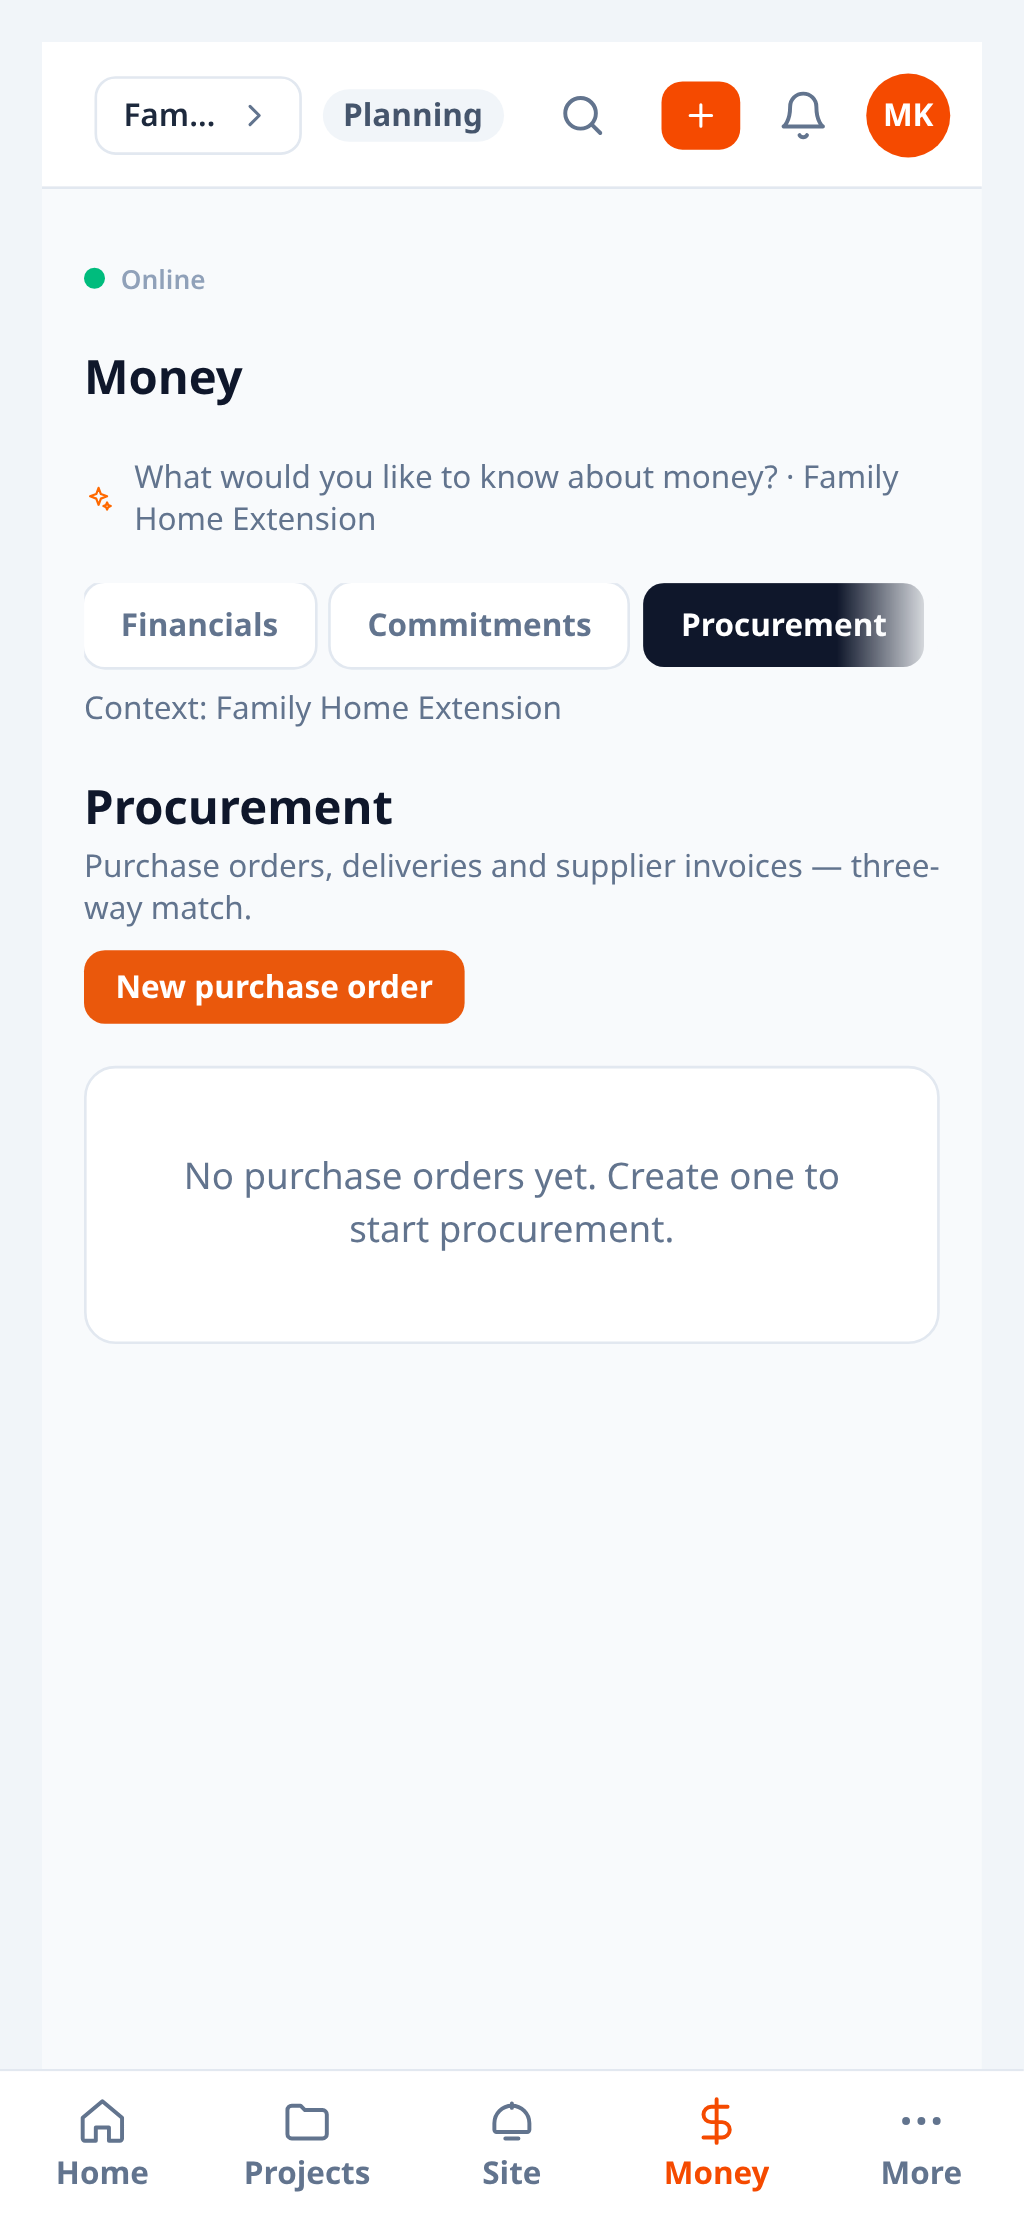 Fam...
Planning
MK
Online
Money
What would you like to know about money? · Family
Home Extension
Financials
Commitments
Procurement
Context: Family Home Extension
Procurement
Purchase orders, deliveries and supplier invoices — three-
way match.
New purchase order
No purchase orders yet. Create one to
start procurement.
Home
Projects
Site
Money
More